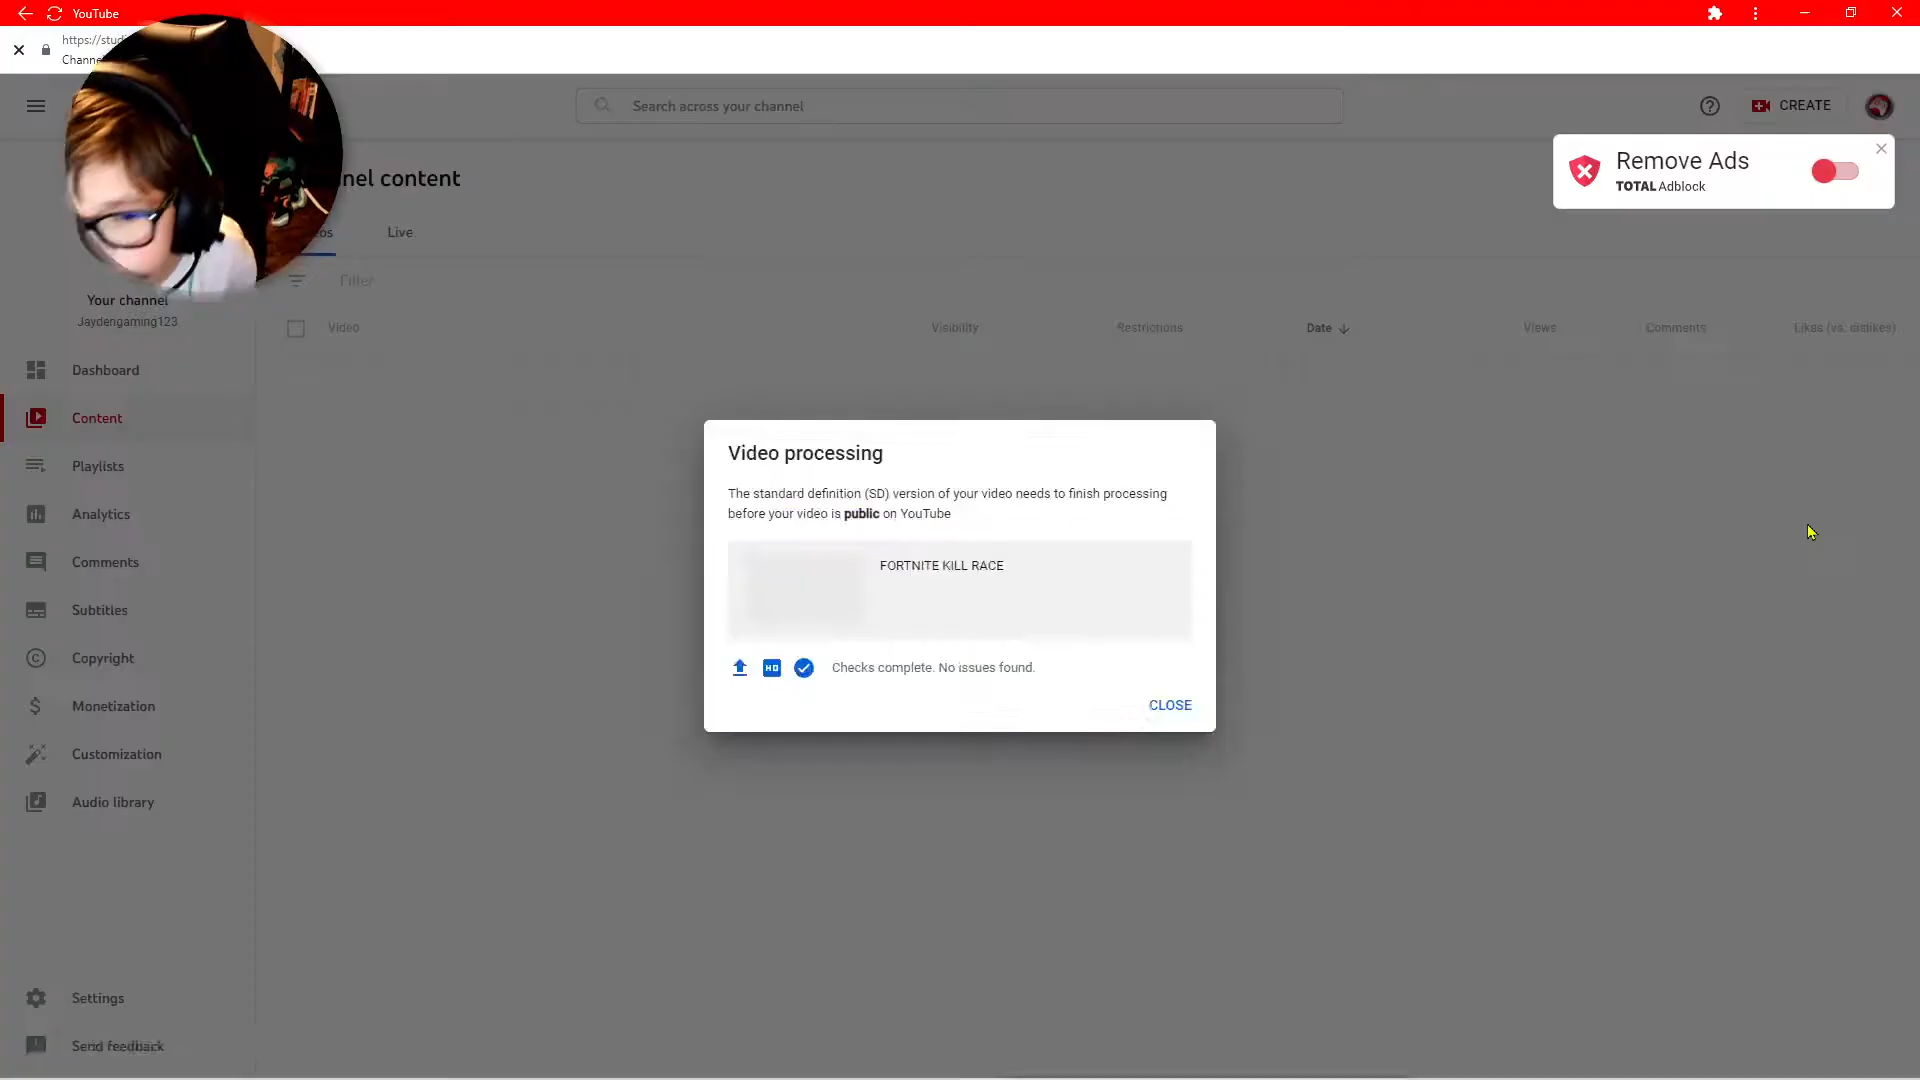 YouTube
https://stud
Channe
Search across your channel
CREATE
Remove Ads
TOTAL Adblock
nel content
Live
Filter
Your channel
Jaydengaming123
Video
Visibility
Restrictions
Date
Views
Comments
Likes (vs. dislikes)
Dashboard
Content
Playlists
Analytics
Comments
Subtitles
Copyright
Monetization
Customization
Audio library
Settings
Send feedback
Video processing
The standard definition (SD) version of your video needs to finish processing
before your video is public on YouTube
FORTNITE KILL RACE
HD
Checks complete. No issues found.
CLOSE